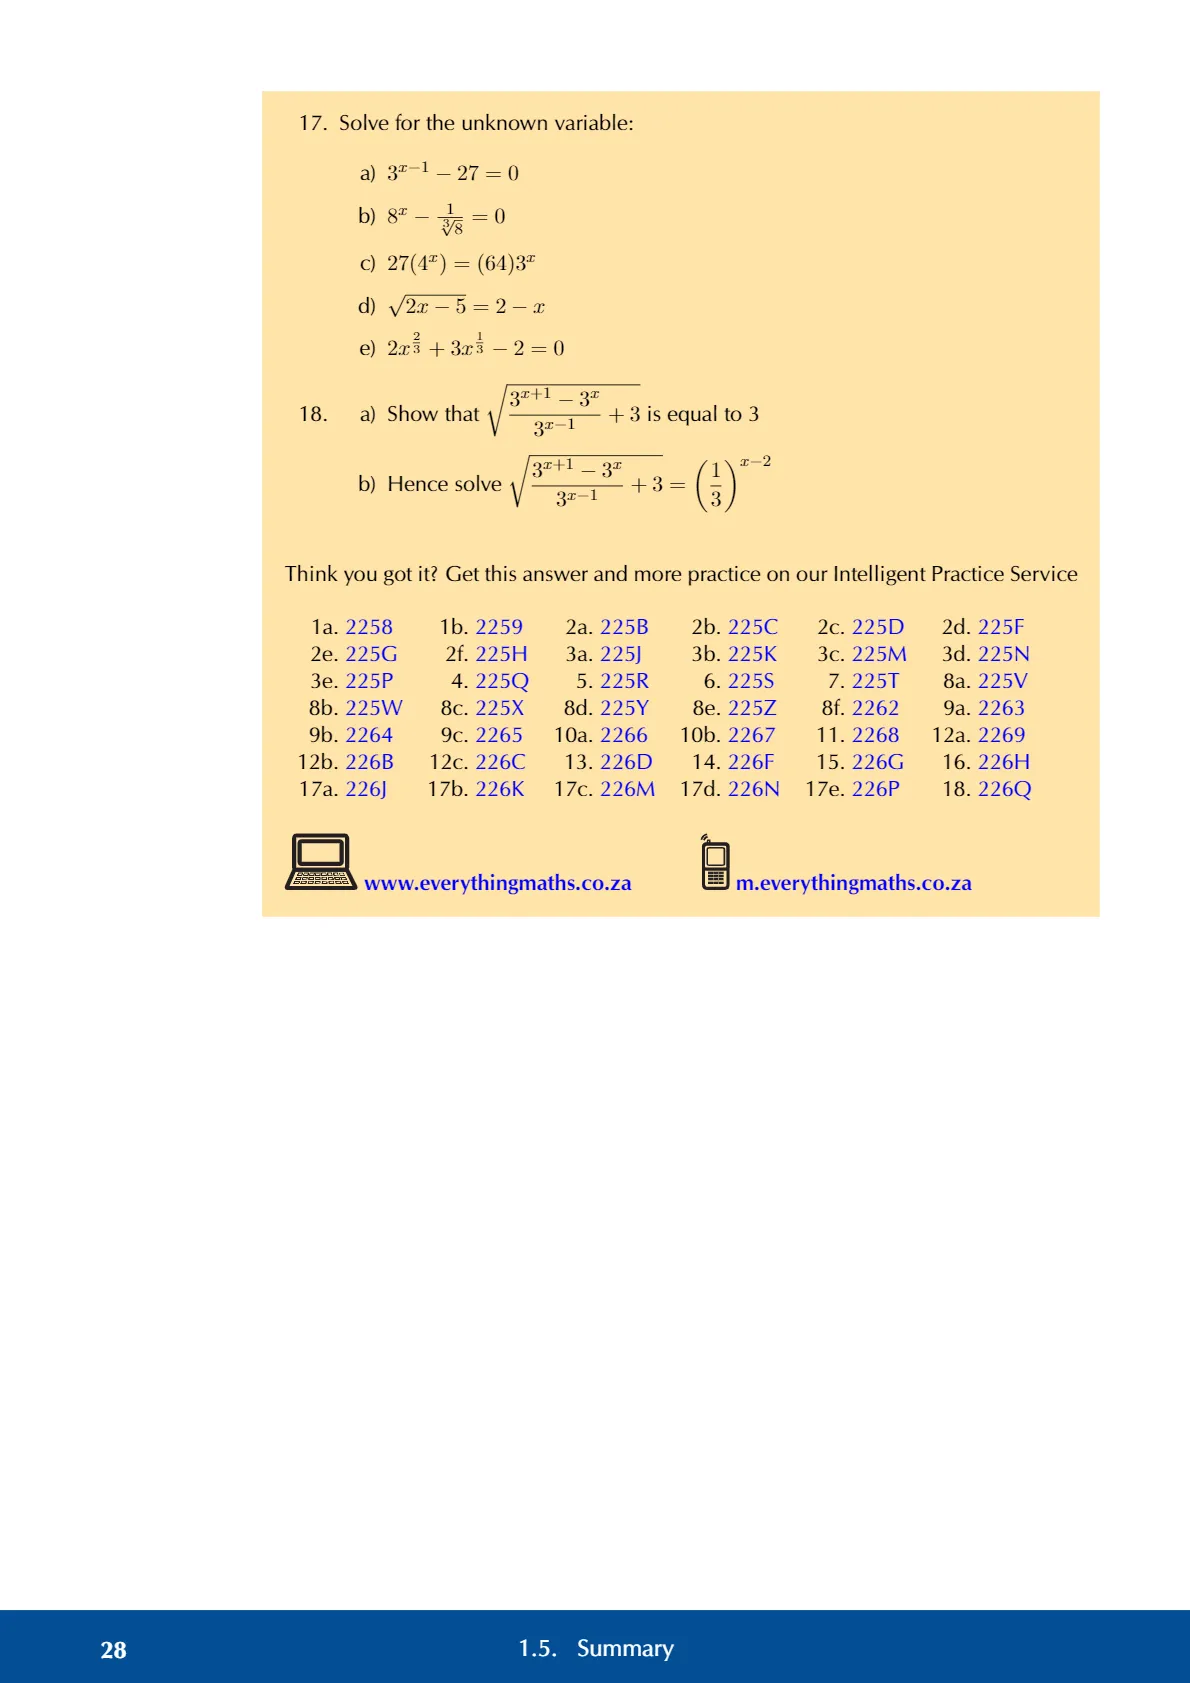 17. Solve for the unknown variable:
a) 3^{x−1} − 27 = 0
b) 8^x − \frac{1}{\sqrt[3]{8}} = 0
c) 27(4^x) = (64)3^x
d) \sqrt{2x − 5} = 2 − x
e) 2x^{\frac{2}{3}} + 3x^{\frac{1}{3}} − 2 = 0
18. a) Show that \sqrt{\frac{3^{x+1} − 3^x}{3^{x−1}} + 3} is equal to 3
b) Hence solve \sqrt{\frac{3^{x+1} − 3^x}{3^{x−1}} + 3} = \left(\frac{1}{3}\right)^{x−2}
Think you got it? Get this answer and more practice on our Intelligent Practice Service
1a. 2258 1b. 2259 2a. 225B 2b. 225C 2c. 225D 2d. 225F
2e. 225G 2f. 225H 3a. 225J 3b. 225K 3c. 225M 3d. 225N
3e. 225P 4. 225Q 5. 225R 6. 225S 7. 225T 8a. 225V
8b. 225W 8c. 225X 8d. 225Y 8e. 225Z 8f. 2262 9a. 2263
9b. 2264 9c. 2265 10a. 2266 10b. 2267 11. 2268 12a. 2269
12b. 226B 12c. 226C 13. 226D 14. 226F 15. 226G 16. 226H
17a. 226J 17b. 226K 17c. 226M 17d. 226N 17e. 226P 18. 226Q
www.everythingmaths.co.za m.everythingmaths.co.za
28 1.5. Summary